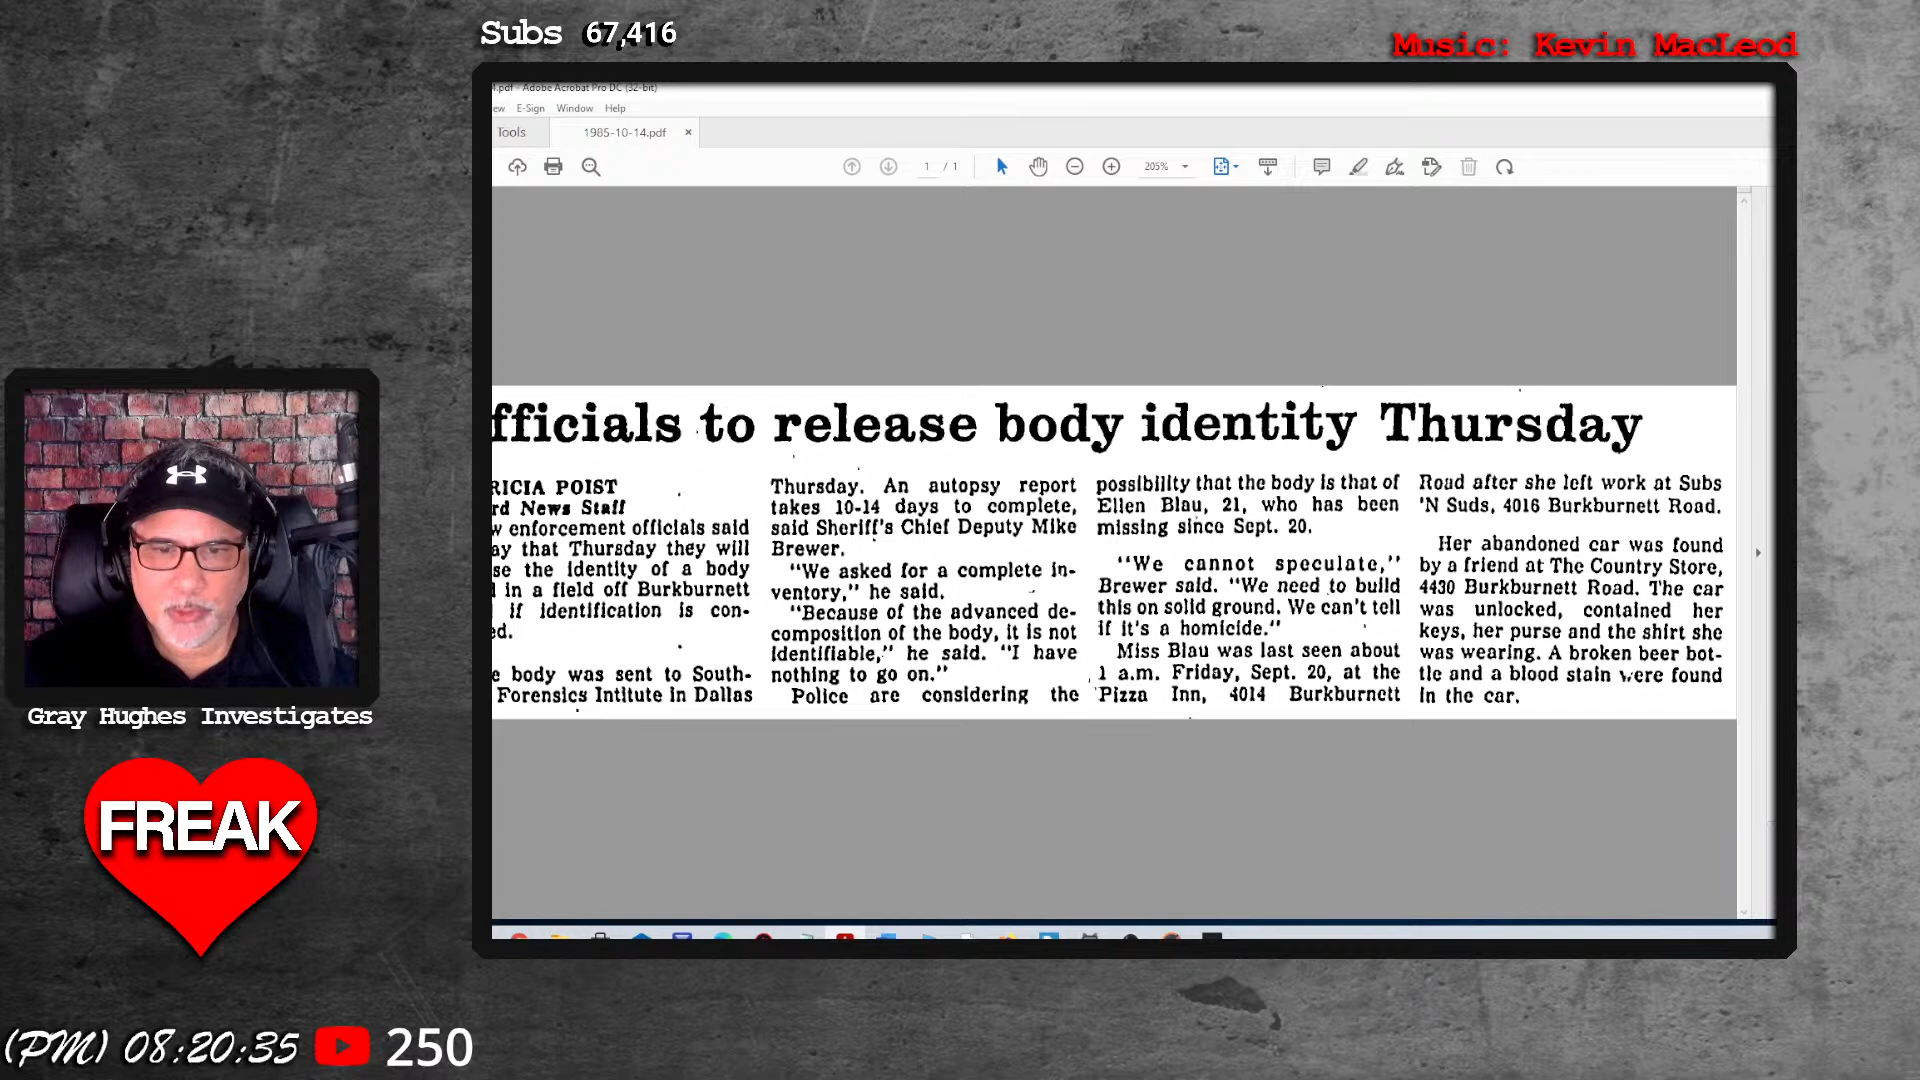 Subs 67,416
Music: Kevin MacLeod
4.pdf - Adobe Acrobat Pro DC (32-bit)
ew E-Sign Window Help
Tools 1985-10-14.pdf ×
1 / 1 205%
fficials to release body identity Thursday
RICIA POIST
rd News Staff
w enforcement officials said
ay that Thursday they will
se the identity of a body
in a field off Burkburnett
if identification is con-
ed.
e body was sent to South-
Forensics Intitute in Dallas
Thursday. An autopsy report
takes 10-14 days to complete,
said Sheriff's Chief Deputy Mike
Brewer.
"We asked for a complete in-
ventory," he said.
"Because of the advanced de-
composition of the body, it is not
identifiable," he said. "I have
nothing to go on."
Police are considering the
possibility that the body is that of
Ellen Blau, 21, who has been
missing since Sept. 20.
"We cannot speculate,"
Brewer said. "We need to build
this on solid ground. We can't tell
if it's a homicide."
Miss Blau was last seen about
1 a.m. Friday, Sept. 20, at the
Pizza Inn, 4014 Burkburnett
Road after she left work at Subs
'N Suds, 4016 Burkburnett Road.
Her abandoned car was found
by a friend at The Country Store,
4430 Burkburnett Road. The car
was unlocked, contained her
keys, her purse and the shirt she
was wearing. A broken beer bot-
tle and a blood stain were found
in the car.
Gray Hughes Investigates
FREAK
(PM) 08:20:35 250